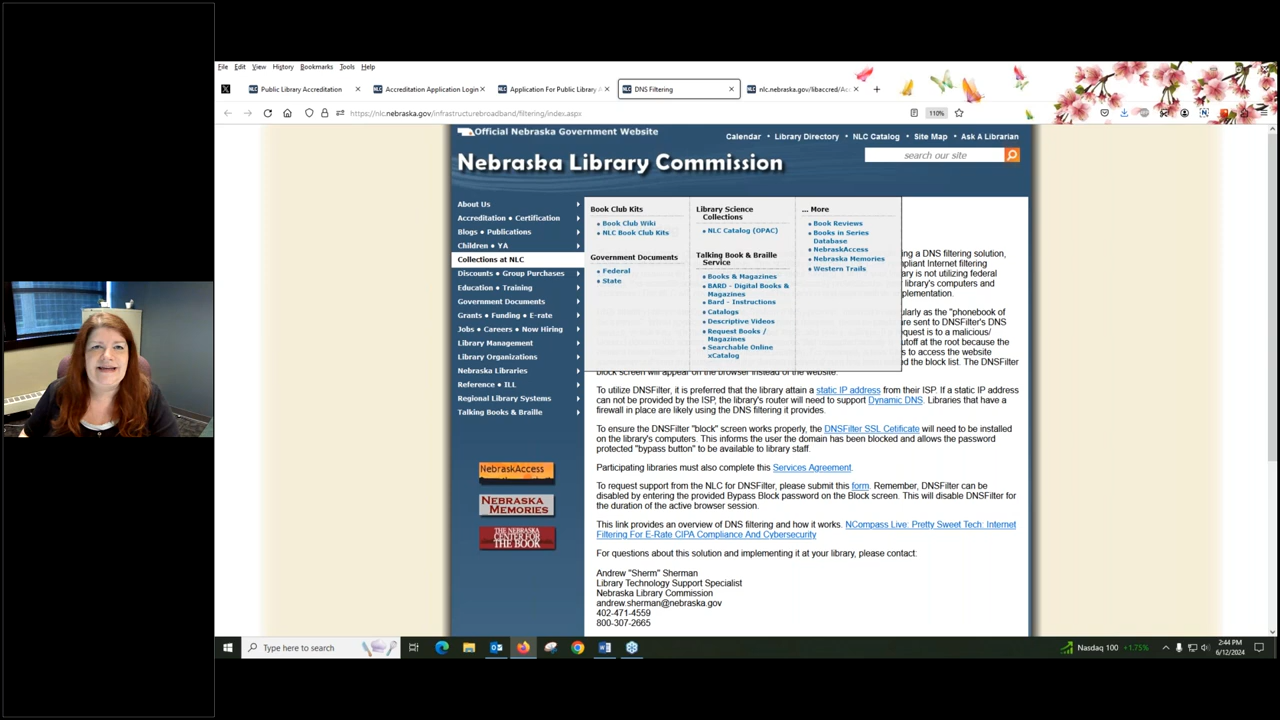 File Edit View History Bookmarks Tools Help
Public Library Accreditation
Accreditation Application Login
Application For Public Library A
DNS Filtering
nlc.nebraska.gov/libaccred/Ac
https://nlc.nebraska.gov/infrastructurebroadband/filtering/index.aspx
110%
Official Nebraska Government Website
Calendar • Library Directory • NLC Catalog • Site Map • Ask A Librarian
Nebraska Library Commission
search our site
About Us
Accreditation • Certification
Blogs • Publications
Children • YA
Collections at NLC
Discounts • Group Purchases
Education • Training
Government Documents
Grants • Funding • E-rate
Jobs • Careers • Now Hiring
Library Management
Library Organizations
Nebraska Libraries
Reference • ILL
Regional Library Systems
Talking Books & Braille
NebraskAccess
NEBRASKA
MEMORIES
THE NEBRASKA
CENTER FOR
THE BOOK
Book Club Kits
Book Club Wiki
NLC Book Club Kits
Government Documents
Federal
State
Library Science
Collections
NLC Catalog (OPAC)
Talking Book & Braille
Service
Books & Magazines
BARD - Digital Books &
Magazines
Bard - Instructions
Catalogs
Descriptive Videos
Request Books /
Magazines
Searchable Online
xCatalog
... More
Book Reviews
Books in Series
Database
NebraskAccess
Nebraska Memories
Western Trails
ing a DNS filtering solution,
mpliant Internet filtering
ary is not utilizing federal
library's computers and
plementation.
ularly as the "phonebook of
are sent to DNSFilter's DNS
request is to a malicious/
utoff at the root because the
s to access the website
ed the block list. The DNSFilter
block screen will appear on the browser instead of the website.
To utilize DNSFilter, it is preferred that the library attain a static IP address from their ISP. If a static IP address
can not be provided by the ISP, the library's router will need to support Dynamic DNS. Libraries that have a
firewall in place are likely using the DNS filtering it provides.
To ensure the DNSFilter "block" screen works properly, the DNSFilter SSL Cetificate will need to be installed
on the library's computers. This informs the user the domain has been blocked and allows the password
protected "bypass button" to be available to library staff.
Participating libraries must also complete this Services Agreement.
To request support from the NLC for DNSFilter, please submit this form. Remember, DNSFilter can be
disabled by entering the provided Bypass Block password on the Block screen. This will disable DNSFilter for
the duration of the active browser session.
This link provides an overview of DNS filtering and how it works. NCompass Live: Pretty Sweet Tech: Internet
Filtering For E-Rate CIPA Compliance And Cybersecurity
For questions about this solution and implementing it at your library, please contact:
Andrew "Sherm" Sherman
Library Technology Support Specialist
Nebraska Library Commission
andrew.sherman@nebraska.gov
402-471-4559
800-307-2665
Type here to search
Nasdaq 100 +1.75%
2:44 PM
6/12/2024